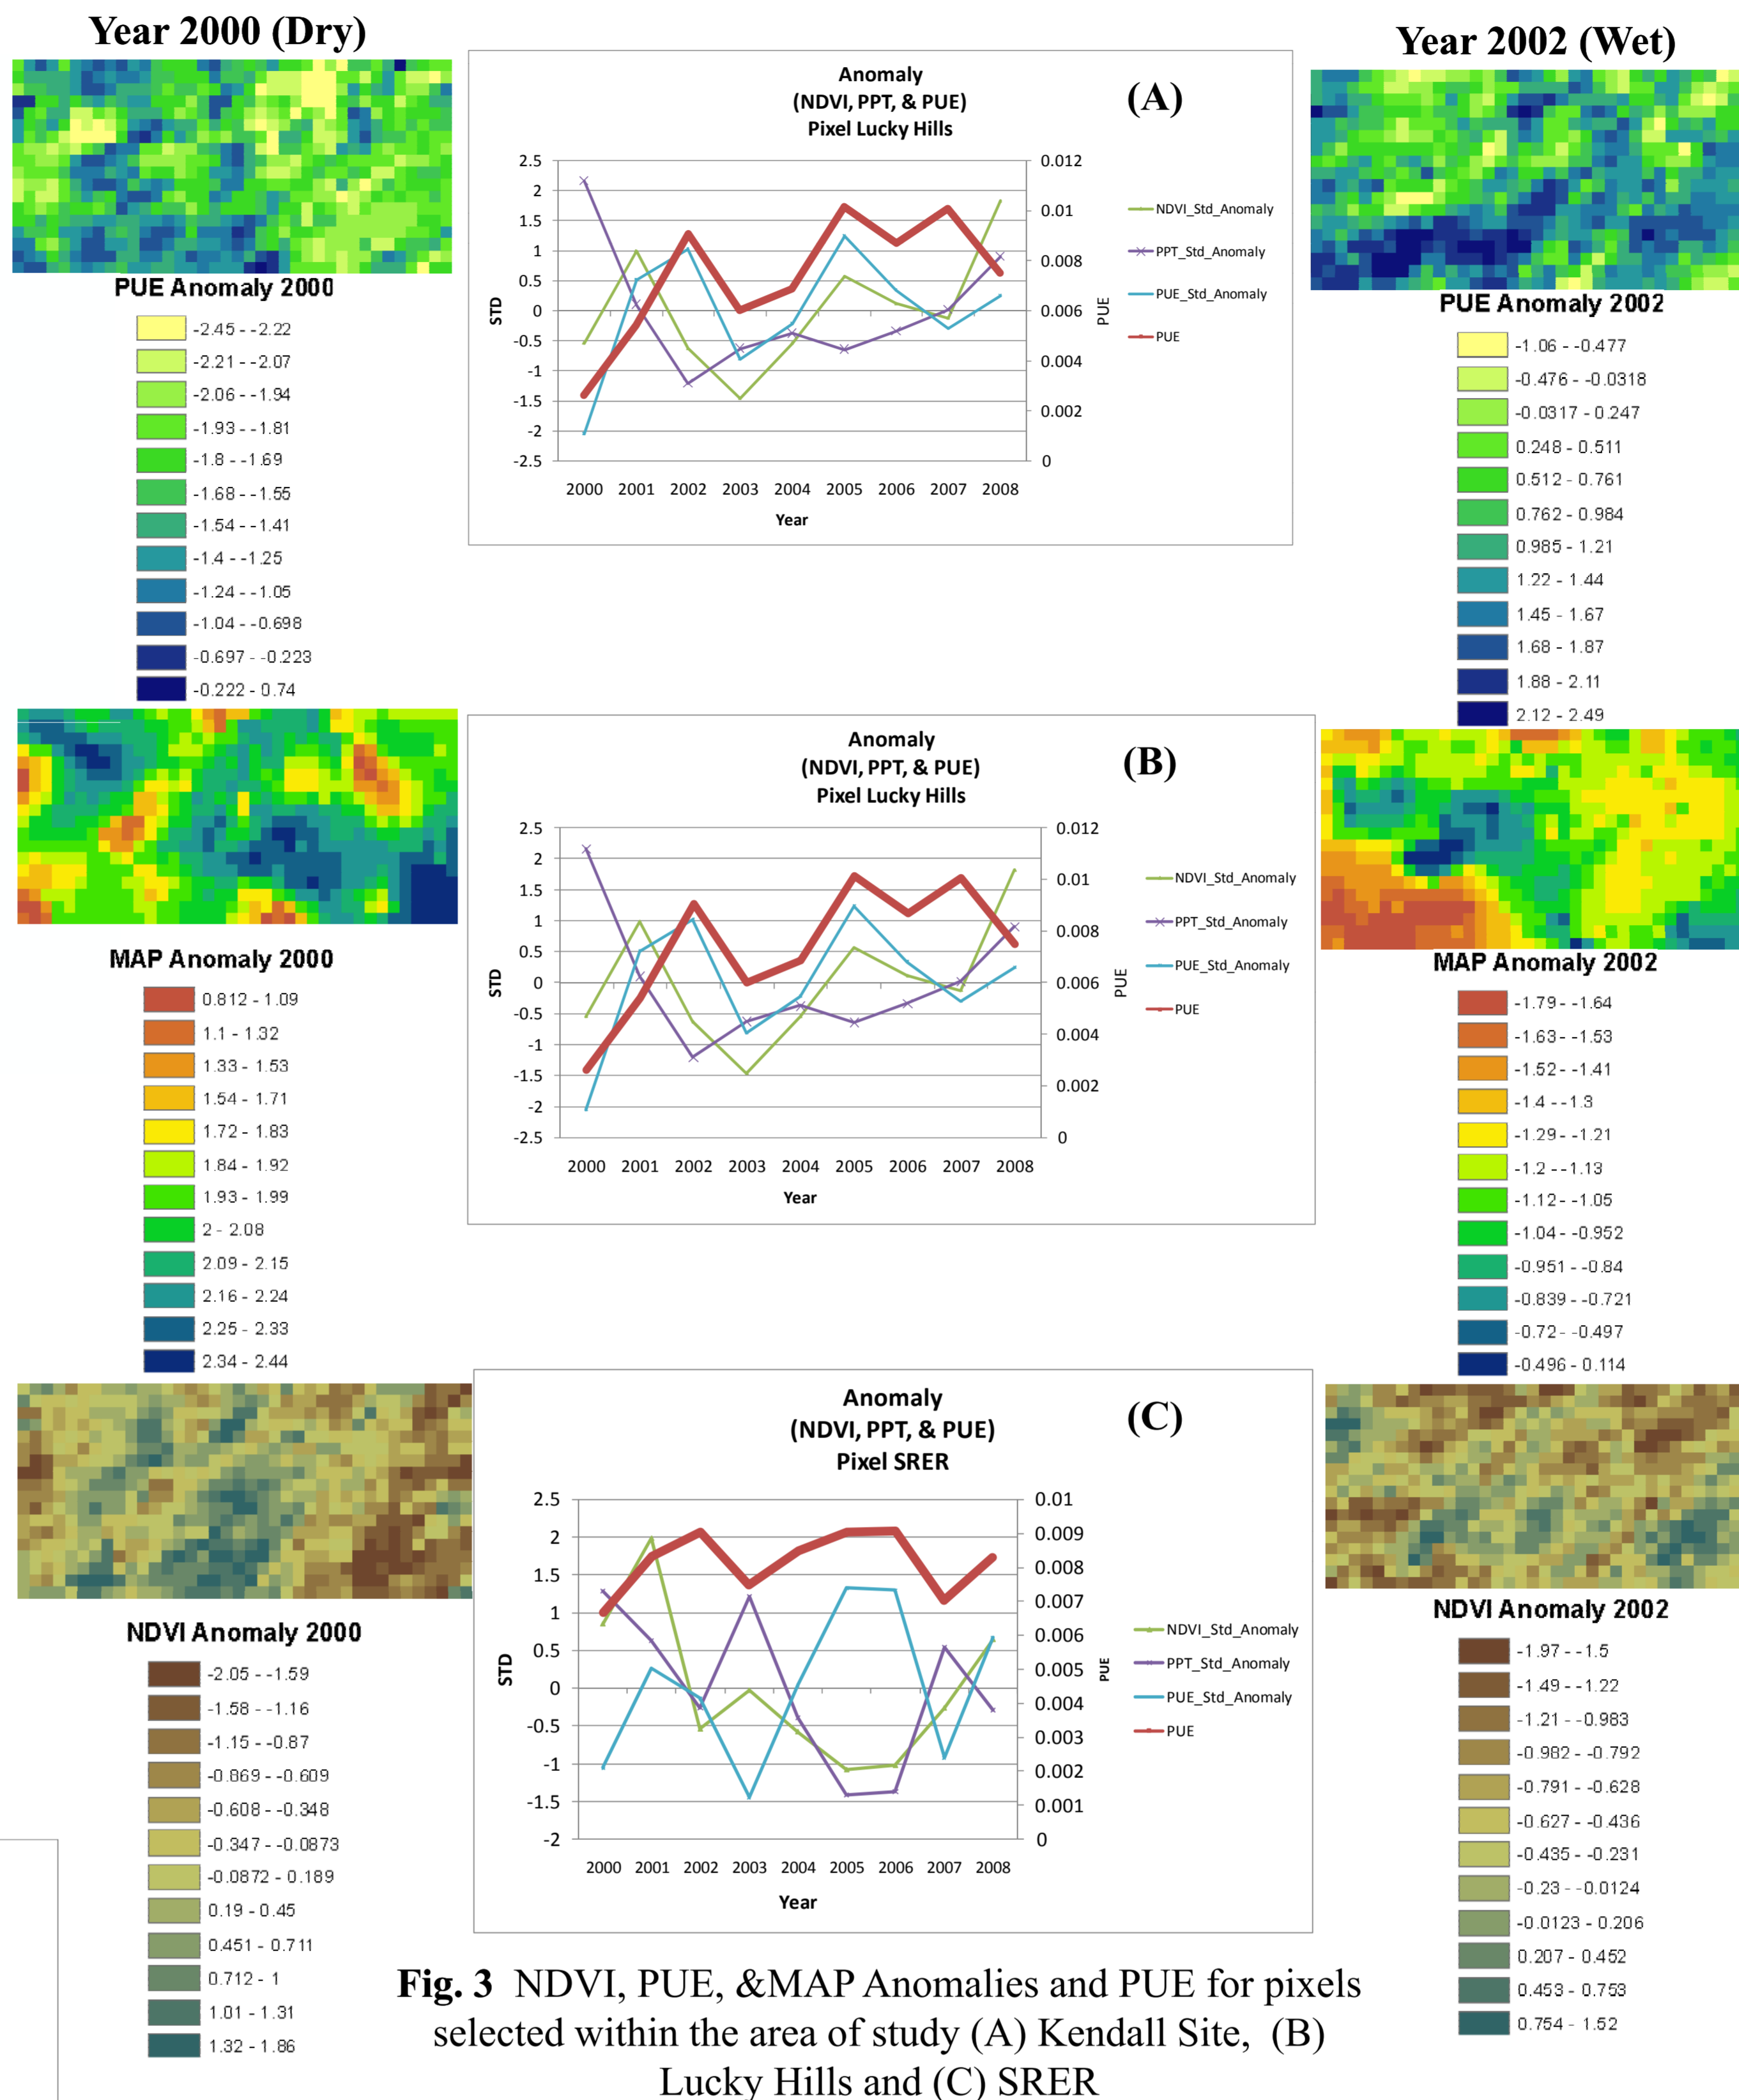 Year 2000 (Dry)
PUE Anomaly 2000
-2.45 - -2.22
-2.21 - -2.07
-2.06 - -1.94
-1.93 - -1.81
-1.8 - -1.69
-1.68 - -1.55
-1.54 - -1.41
-1.4 - -1.25
-1.24 - -1.05
-1.04 - -0.698
-0.697 - -0.223
-0.222 - 0.74
MAP Anomaly 2000
0.812 - 1.09
1.1 - 1.32
1.33 - 1.53
1.54 - 1.71
1.72 - 1.83
1.84 - 1.92
1.93 - 1.99
2 - 2.08
2.09 - 2.15
2.16 - 2.24
2.25 - 2.33
2.34 - 2.44
NDVI Anomaly 2000
-2.05 - -1.59
-1.58 - -1.16
-1.15 - -0.87
-0.869 - -0.609
-0.608 - -0.348
-0.347 - -0.0873
-0.0872 - 0.189
0.19 - 0.45
0.451 - 0.711
0.712 - 1
1.01 - 1.31
1.32 - 1.86
Anomaly
(NDVI, PPT, & PUE)
Pixel Lucky Hills
(A)
2.5
2
1.5
1
0.5
0
-0.5
-1
-1.5
-2
-2.5
STD
0.012
0.01
0.008
0.006
0.004
0.002
0
PUE
2000 2001 2002 2003 2004 2005 2006 2007 2008
Year
NDVI_Std_Anomaly
PPT_Std_Anomaly
PUE_Std_Anomaly
PUE
Anomaly
(NDVI, PPT, & PUE)
Pixel Lucky Hills
(B)
2.5
2
1.5
1
0.5
0
-0.5
-1
-1.5
-2
-2.5
STD
0.012
0.01
0.008
0.006
0.004
0.002
0
PUE
2000 2001 2002 2003 2004 2005 2006 2007 2008
Year
NDVI_Std_Anomaly
PPT_Std_Anomaly
PUE_Std_Anomaly
PUE
Anomaly
(NDVI, PPT, & PUE)
Pixel SRER
(C)
2.5
2
1.5
1
0.5
0
-0.5
-1
-1.5
-2
STD
0.01
0.009
0.008
0.007
0.006
0.005
0.004
0.003
0.002
0.001
0
PUE
2000 2001 2002 2003 2004 2005 2006 2007 2008
Year
NDVI_Std_Anomaly
PPT_Std_Anomaly
PUE_Std_Anomaly
PUE
Year 2002 (Wet)
PUE Anomaly 2002
-1.06 - -0.477
-0.476 - -0.0318
-0.0317 - 0.247
0.248 - 0.511
0.512 - 0.761
0.762 - 0.984
0.985 - 1.21
1.22 - 1.44
1.45 - 1.67
1.68 - 1.87
1.88 - 2.11
2.12 - 2.49
MAP Anomaly 2002
-1.79 - -1.64
-1.63 - -1.53
-1.52 - -1.41
-1.4 - -1.3
-1.29 - -1.21
-1.2 - -1.13
-1.12 - -1.05
-1.04 - -0.952
-0.951 - -0.84
-0.839 - -0.721
-0.72 - -0.497
-0.496 - 0.114
NDVI Anomaly 2002
-1.97 - -1.5
-1.49 - -1.22
-1.21 - -0.983
-0.982 - -0.792
-0.791 - -0.628
-0.627 - -0.436
-0.435 - -0.231
-0.23 - -0.0124
-0.0123 - 0.206
0.207 - 0.452
0.453 - 0.753
0.754 - 1.52
Fig. 3 NDVI, PUE, &MAP Anomalies and PUE for pixels
selected within the area of study (A) Kendall Site, (B)
Lucky Hills and (C) SRER